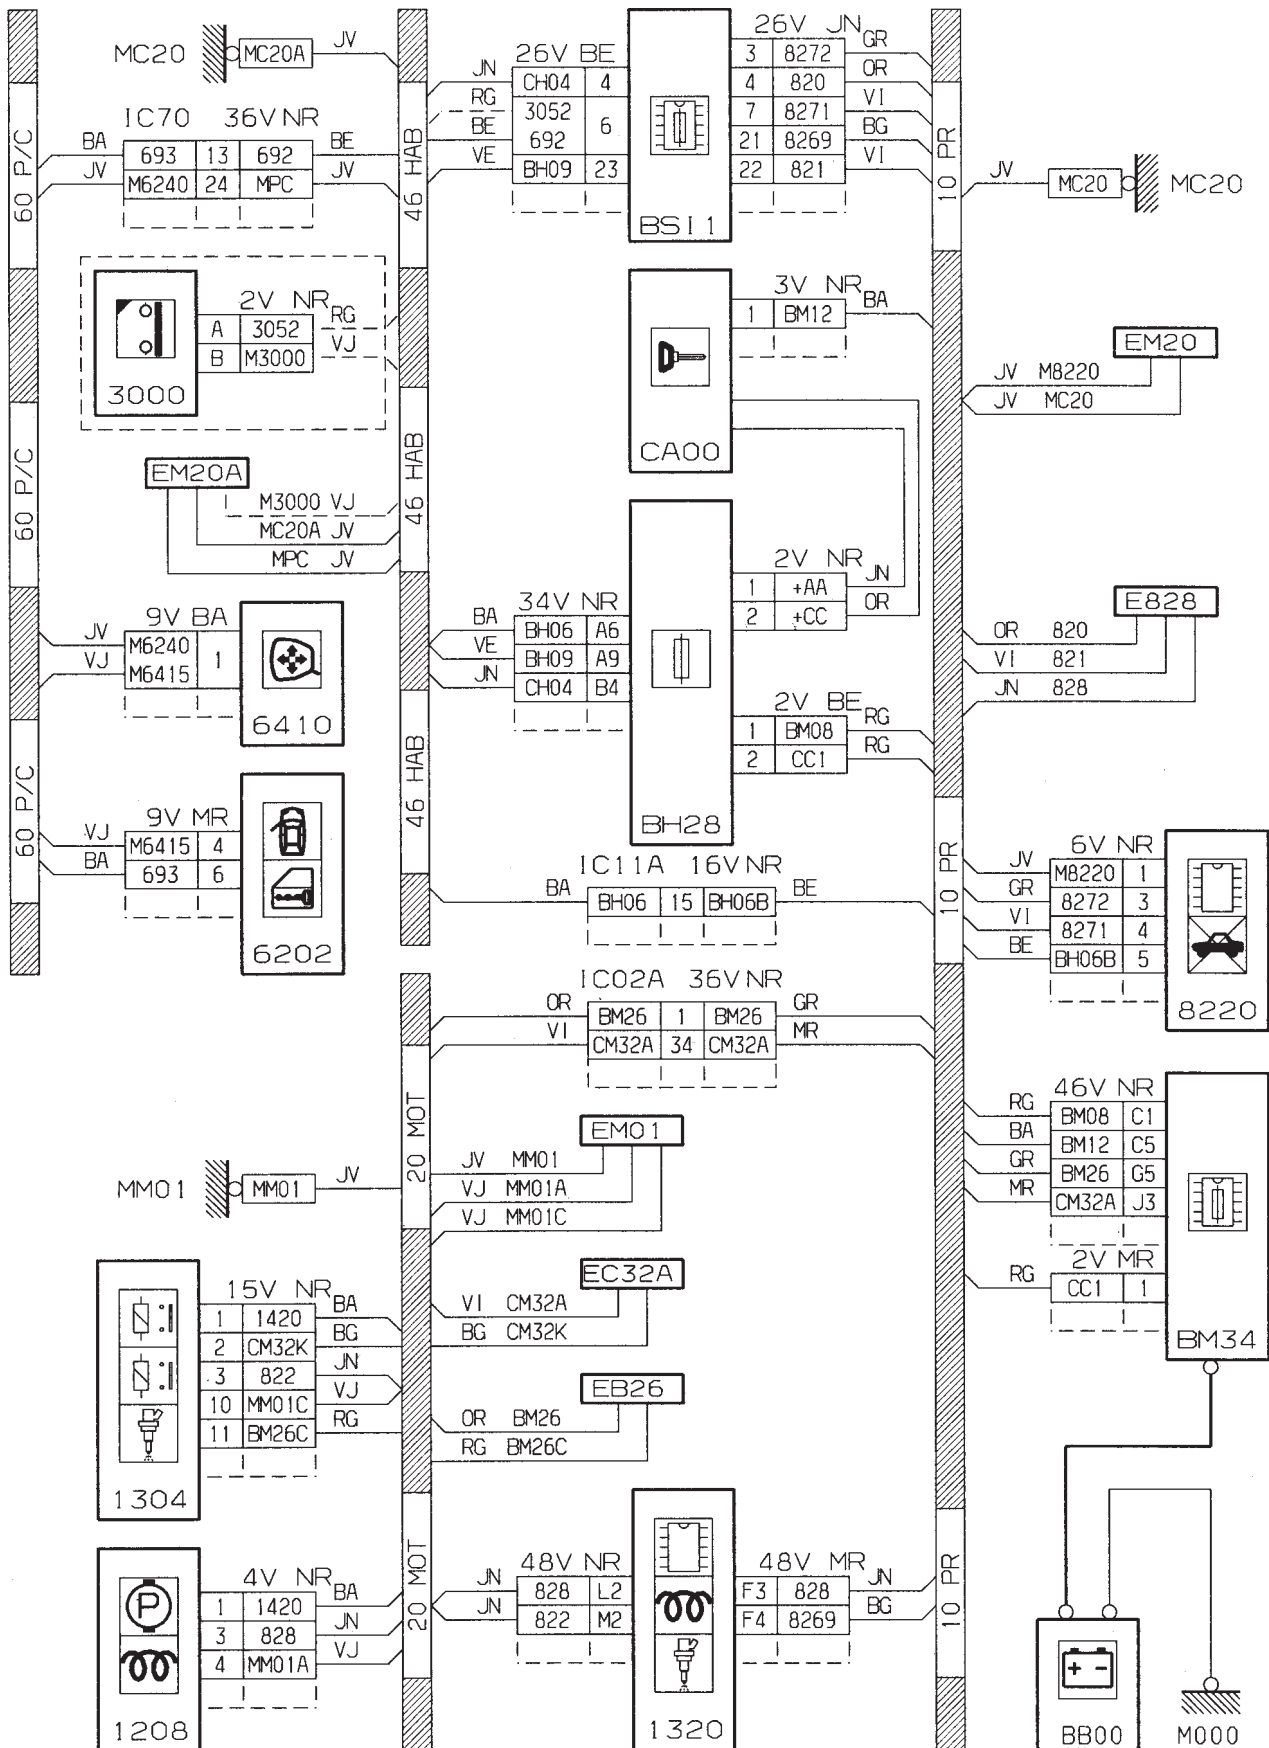 60 P/C
MC20 MC20A JV
IC70 36V NR
BA 693 13 692 BE
JV M6240 24 MPC JV
3000
2V NR
A 3052 RG
B M3000 VJ
60 P/C
EM20A
M3000 VJ
MC20A JV
MPC JV
9V BA
JV M6240
VJ M6415 1
6410
60 P/C
9V MR
VJ M6415 4
BA 693 6
6202
46 HAB
26V BE
JN CH04 4
RG 3052
BE 692 6
VE BH09 23
BSI1
26V JN
3 8272 GR
4 820 OR
7 8271 VI
21 8269 BG
22 821 VI
CA00
3V NR
1 BM12 BA
46 HAB
34V NR
BA BH06 A6
VE BH09 A9
JN CH04 B4
BH28
2V NR
1 +AA JN
2 +CC OR
2V BE
1 BM08 RG
2 CC1 RG
46 HAB
IC11A 16V NR
BA BH06 15 BH06B BE
IC02A 36V NR
OR BM26 1 BM26 GR
VI CM32A 34 CM32A MR
10 PR
JV MC20 MC20
EM20
JV M8220
JV MC20
E828
OR 820
VI 821
JN 828
10 PR
6V NR
JV M8220 1
GR 8272 3
VI 8271 4
BE BH06B 5
8220
46V NR
RG BM08 C1
BA BM12 C5
GR BM26 G5
MR CM32A J3
2V MR
RG CC1 1
BM34
20 MOT
MM01 MM01 JV
EM01
JV MM01
VJ MM01A
VJ MM01C
EC32A
VI CM32A
BG CM32K
EB26
OR BM26
RG BM26C
15V NR
1 1420 BA
2 CM32K BG
3 822 JN
10 MM01C VJ
11 BM26C RG
1304
20 MOT
4V NR
1 1420 BA
3 828 JN
4 MM01A VJ
1208
48V NR
JN 828 L2
JN 822 M2
1320
48V MR
F3 828 JN
F4 8269 BG
10 PR
BB00
M000